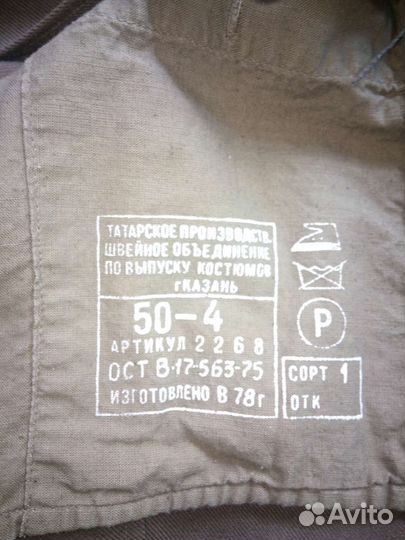 ТАТАРСКОЕ ПРОИЗВОДСТВ.
ШВЕЙНОЕ ОБЪЕДИНЕНИЕ
ПО ВЫПУСКУ КОСТЮМОВ
г КАЗАНЬ
50-4
АРТИКУЛ 2268
ОСТ В-17-563-75
ИЗГОТОВЛЕНО В 78г
P
СОРТ 1
ОТК
Avito